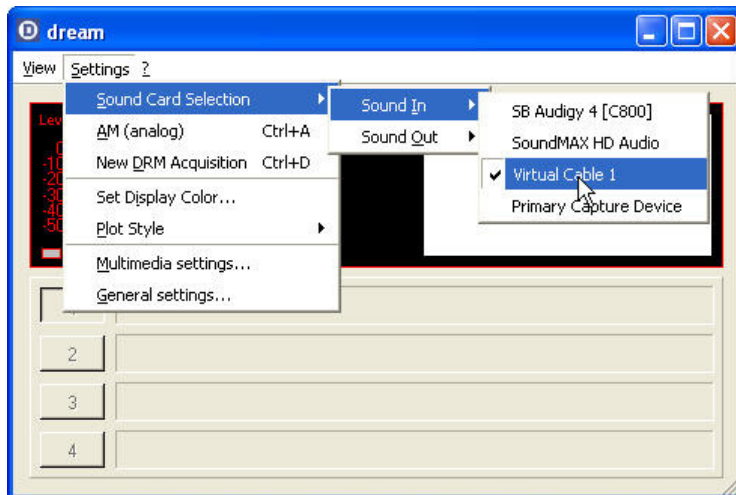 dream
View Settings ?
Sound Card Selection
AM (analog) Ctrl+A
New DRM Acquisition Ctrl+D
Set Display Color...
Plot Style
Multimedia settings...
General settings...
Sound In
Sound Out
SB Audigy 4 [C800]
SoundMAX HD Audio
Virtual Cable 1
Primary Capture Device
2
3
4